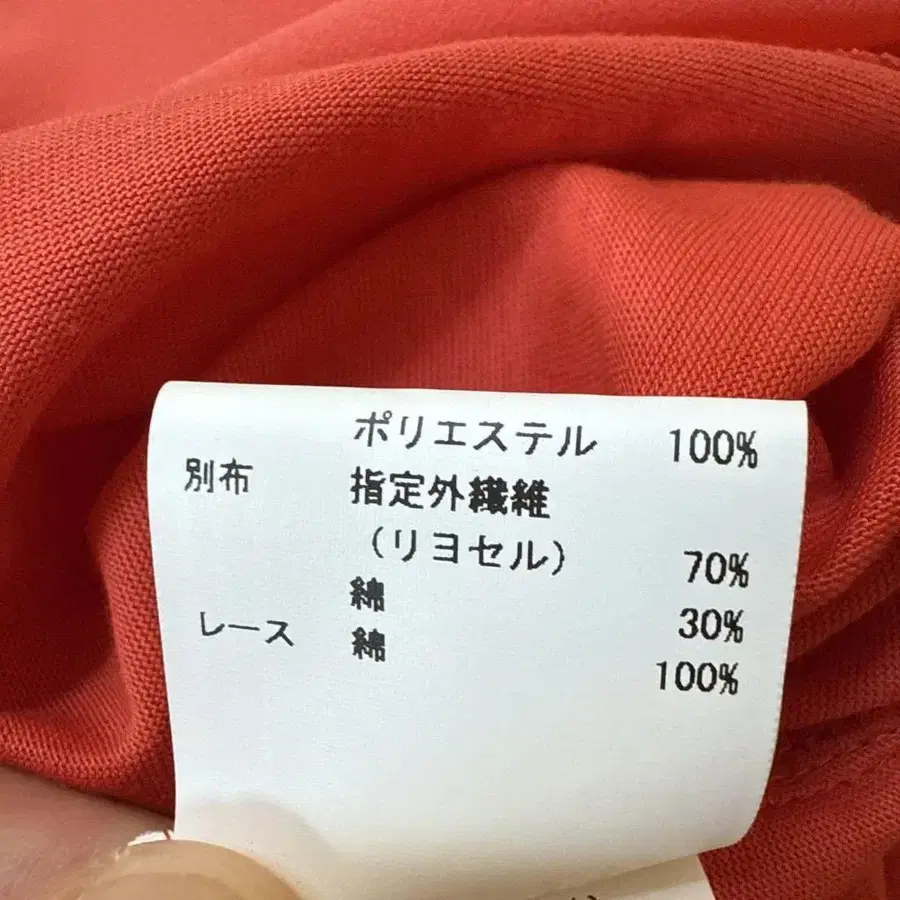 ポリエステル 100%
別布 指定外繊維
（リヨセル） 70%
綿 30%
レース 綿 100%